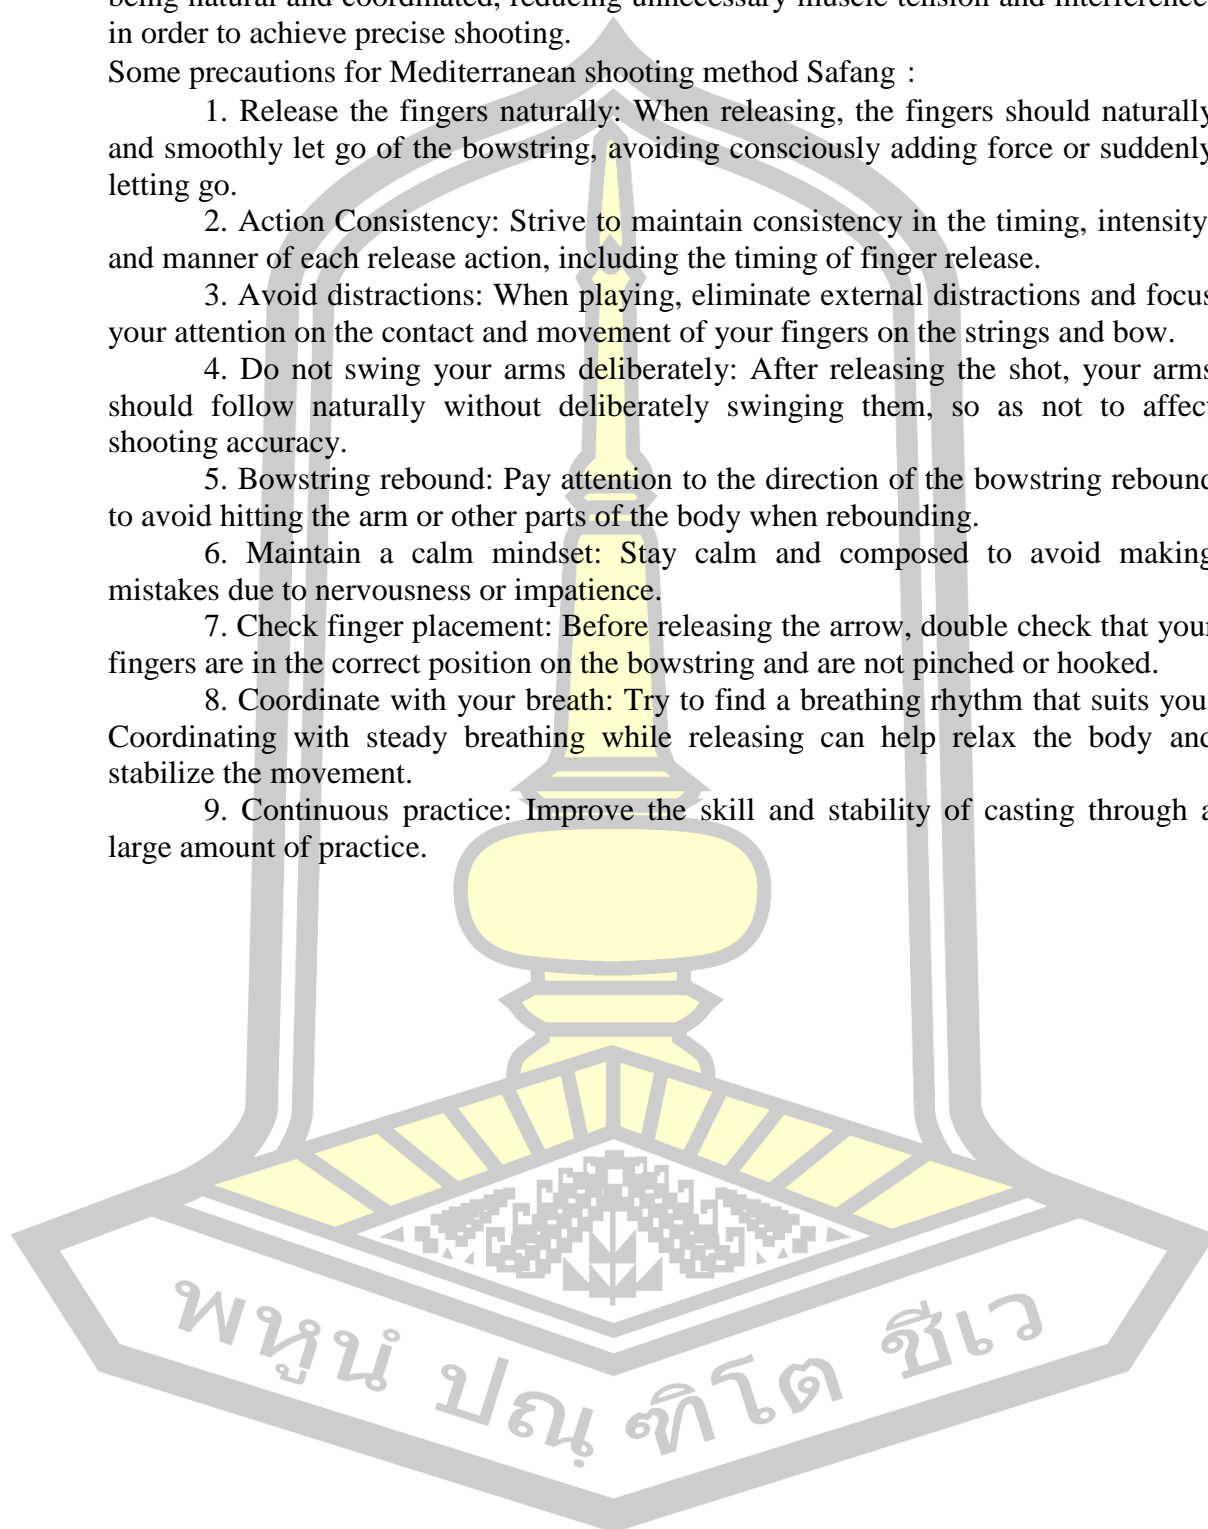 being natural and coordinated, reducing unnecessary muscle tension and interference
in order to achieve precise shooting.
Some precautions for Mediterranean shooting method Safang：
1. Release the fingers naturally: When releasing, the fingers should naturally
and smoothly let go of the bowstring, avoiding consciously adding force or suddenly
letting go.
2. Action Consistency: Strive to maintain consistency in the timing, intensity
and manner of each release action, including the timing of finger release.
3. Avoid distractions: When playing, eliminate external distractions and focus
your attention on the contact and movement of your fingers on the strings and bow.
4. Do not swing your arms deliberately: After releasing the shot, your arms
should follow naturally without deliberately swinging them, so as not to affect
shooting accuracy.
5. Bowstring rebound: Pay attention to the direction of the bowstring rebound
to avoid hitting the arm or other parts of the body when rebounding.
6. Maintain a calm mindset: Stay calm and composed to avoid making
mistakes due to nervousness or impatience.
7. Check finger placement: Before releasing the arrow, double check that your
fingers are in the correct position on the bowstring and are not pinched or hooked.
8. Coordinate with your breath: Try to find a breathing rhythm that suits you
Coordinating with steady breathing while releasing can help relax the body and
stabilize the movement.
9. Continuous practice: Improve the skill and stability of casting through a
large amount of practice.
พหูนํ ปณฺ ฑิโต ชีเว